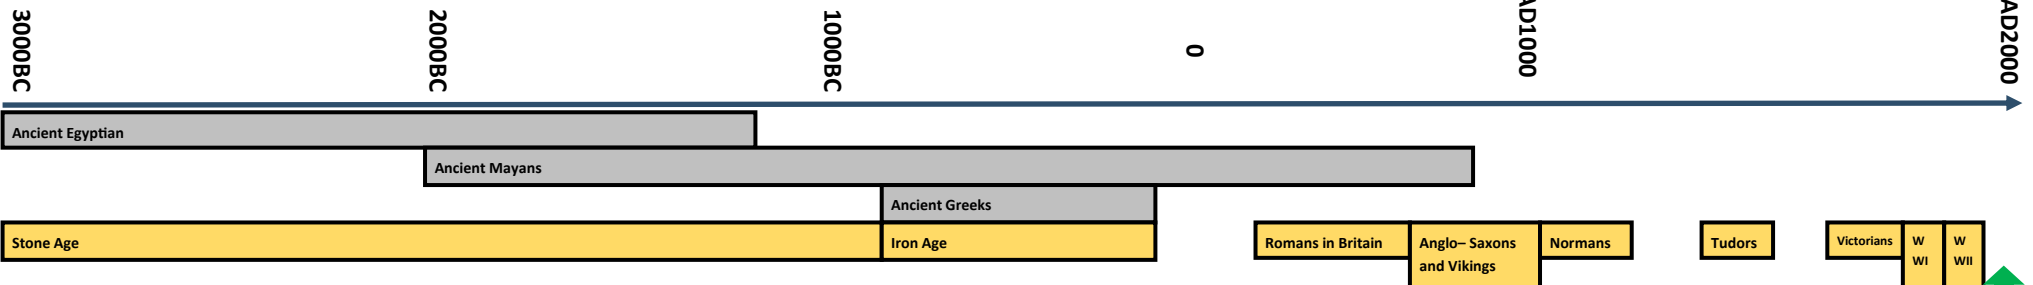 3000BC
2000BC
1000BC
0
AD1000
AD2000
Ancient Egyptian
Ancient Mayans
Ancient Greeks
Stone Age
Iron Age
Romans in Britain
Anglo– Saxons
and Vikings
Normans
Tudors
Victorians
W
WI
W
WII